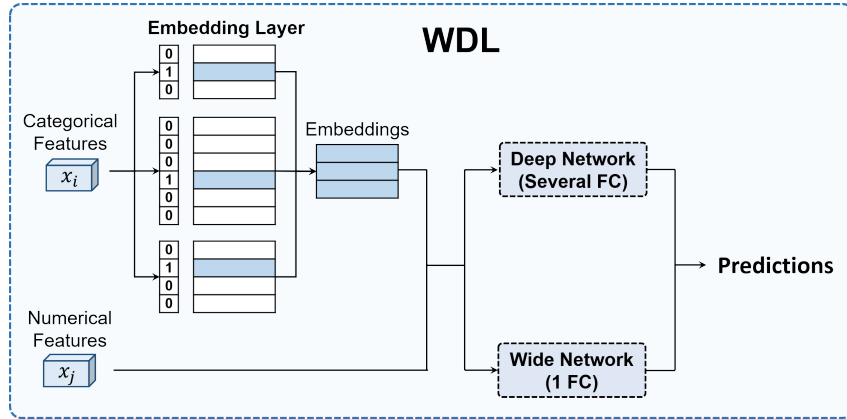 WDL
Embedding Layer
0
1
0
Categorical
Features
x_i
0
0
0
1
0
0
0
1
0
0
Embeddings
Numerical
Features
x_j
Deep Network
(Several FC)
Wide Network
(1 FC)
Predictions